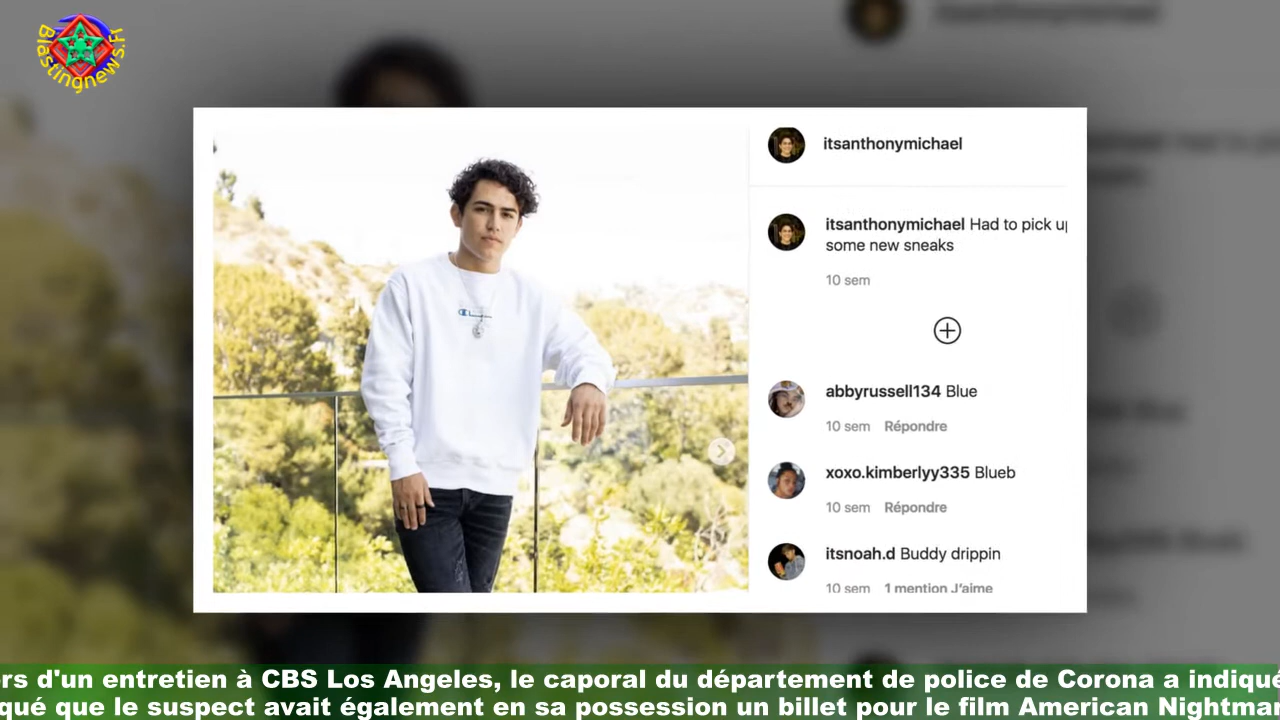 Blastingnews.Fr
itsanthonymichael
itsanthonymichael Had to pick up
some new sneaks
10 sem
abbyrussell134 Blue
10 sem Répondre
xoxo.kimberlyy335 Blueb
10 sem Répondre
itsnoah.d Buddy drippin
10 sem 1 mention J'aime
rs d'un entretien à CBS Los Angeles, le caporal du département de police de Corona a indiqué
qué que le suspect avait également en sa possession un billet pour le film American Nightmar